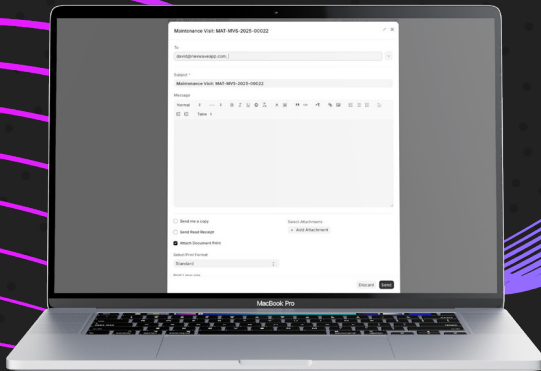 Maintenance Visit: MAT-MVS-2025-00022
To
david@newwaveapp.com,
Subject *
Maintenance Visit: MAT-MVS-2025-00022
Message
Normal
Table
Send me a copy
Select Attachments
+ Add Attachment
Send Read Receipt
Attach Document Print
Select Print Format
Standard
Discard Send
MacBook Pro